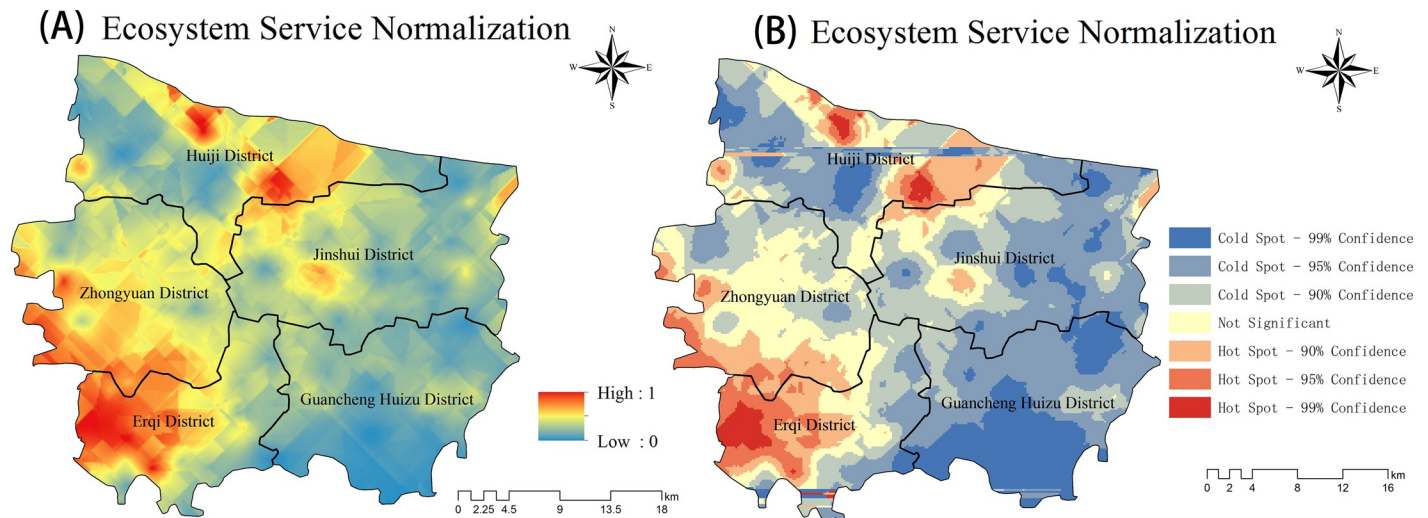 (A) Ecosystem Service Normalization
N
W E
S
Huiji District
Jinshui District
Zhongyuan District
Guancheng Huizu District
Erqi District
High : 1
Low : 0
km
0 2.25 4.5 9 13.5 18
(B) Ecosystem Service Normalization
N
W E
S
Huiji District
Jinshui District
Zhongyuan District
Guancheng Huizu District
Erqi District
Cold Spot - 99% Confidence
Cold Spot - 95% Confidence
Cold Spot - 90% Confidence
Not Significant
Hot Spot - 90% Confidence
Hot Spot - 95% Confidence
Hot Spot - 99% Confidence
km
0 2 4 8 12 16